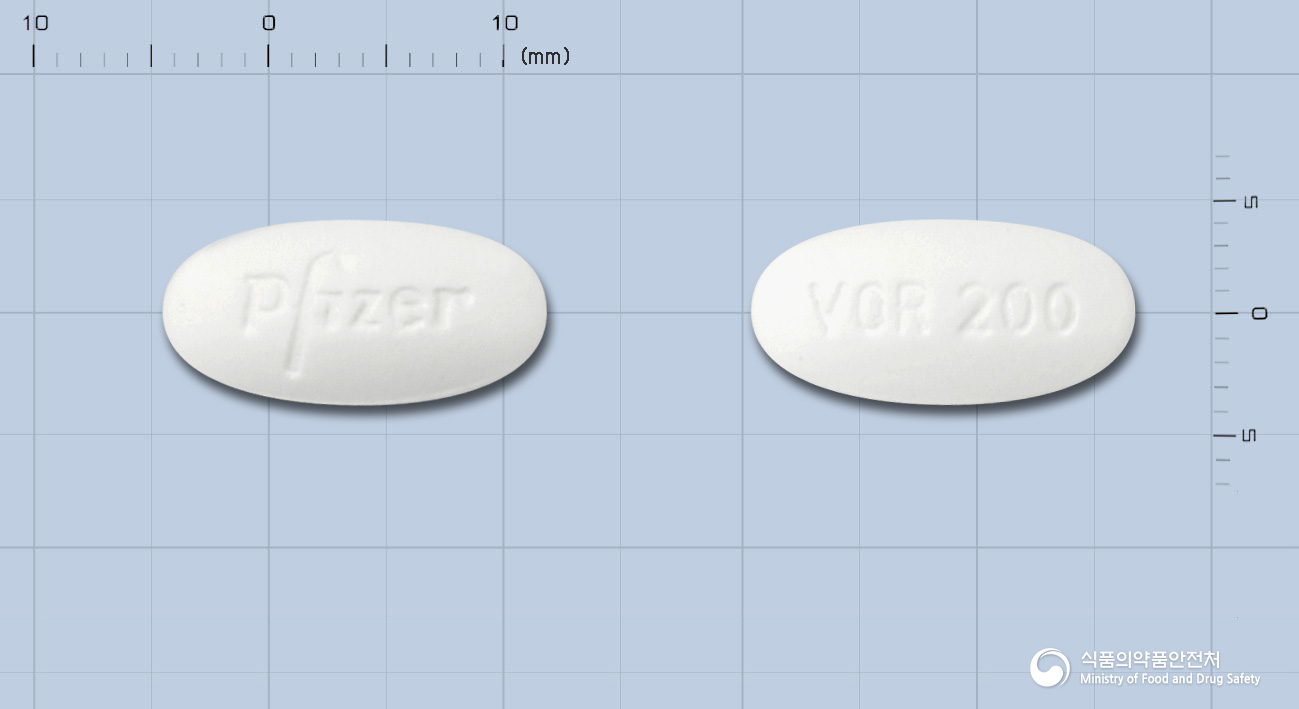 10 0 10
(mm)
Pfizer
VOR 200
5
0
5
식품의약품안전처
Ministry of Food and Drug Safety